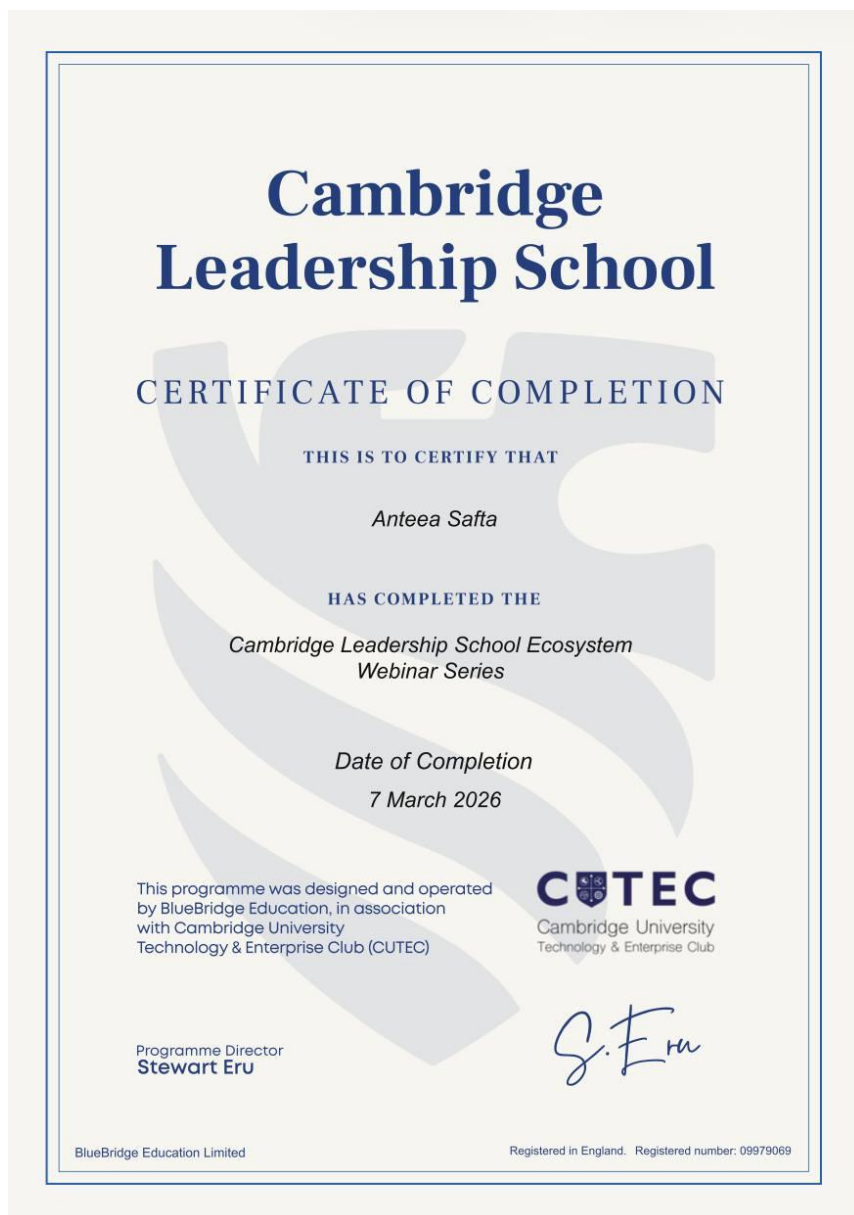 Cambridge
Leadership School
CERTIFICATE OF COMPLETION
THIS IS TO CERTIFY THAT
Anteea Safta
HAS COMPLETED THE
Cambridge Leadership School Ecosystem
Webinar Series
Date of Completion
7 March 2026
This programme was designed and operated
by BlueBridge Education, in association
with Cambridge University
Technology & Enterprise Club (CUTEC)
CUTEC
Cambridge University
Technology & Enterprise Club
Programme Director
Stewart Eru
S. Eru
BlueBridge Education Limited
Registered in England. Registered number: 09979069